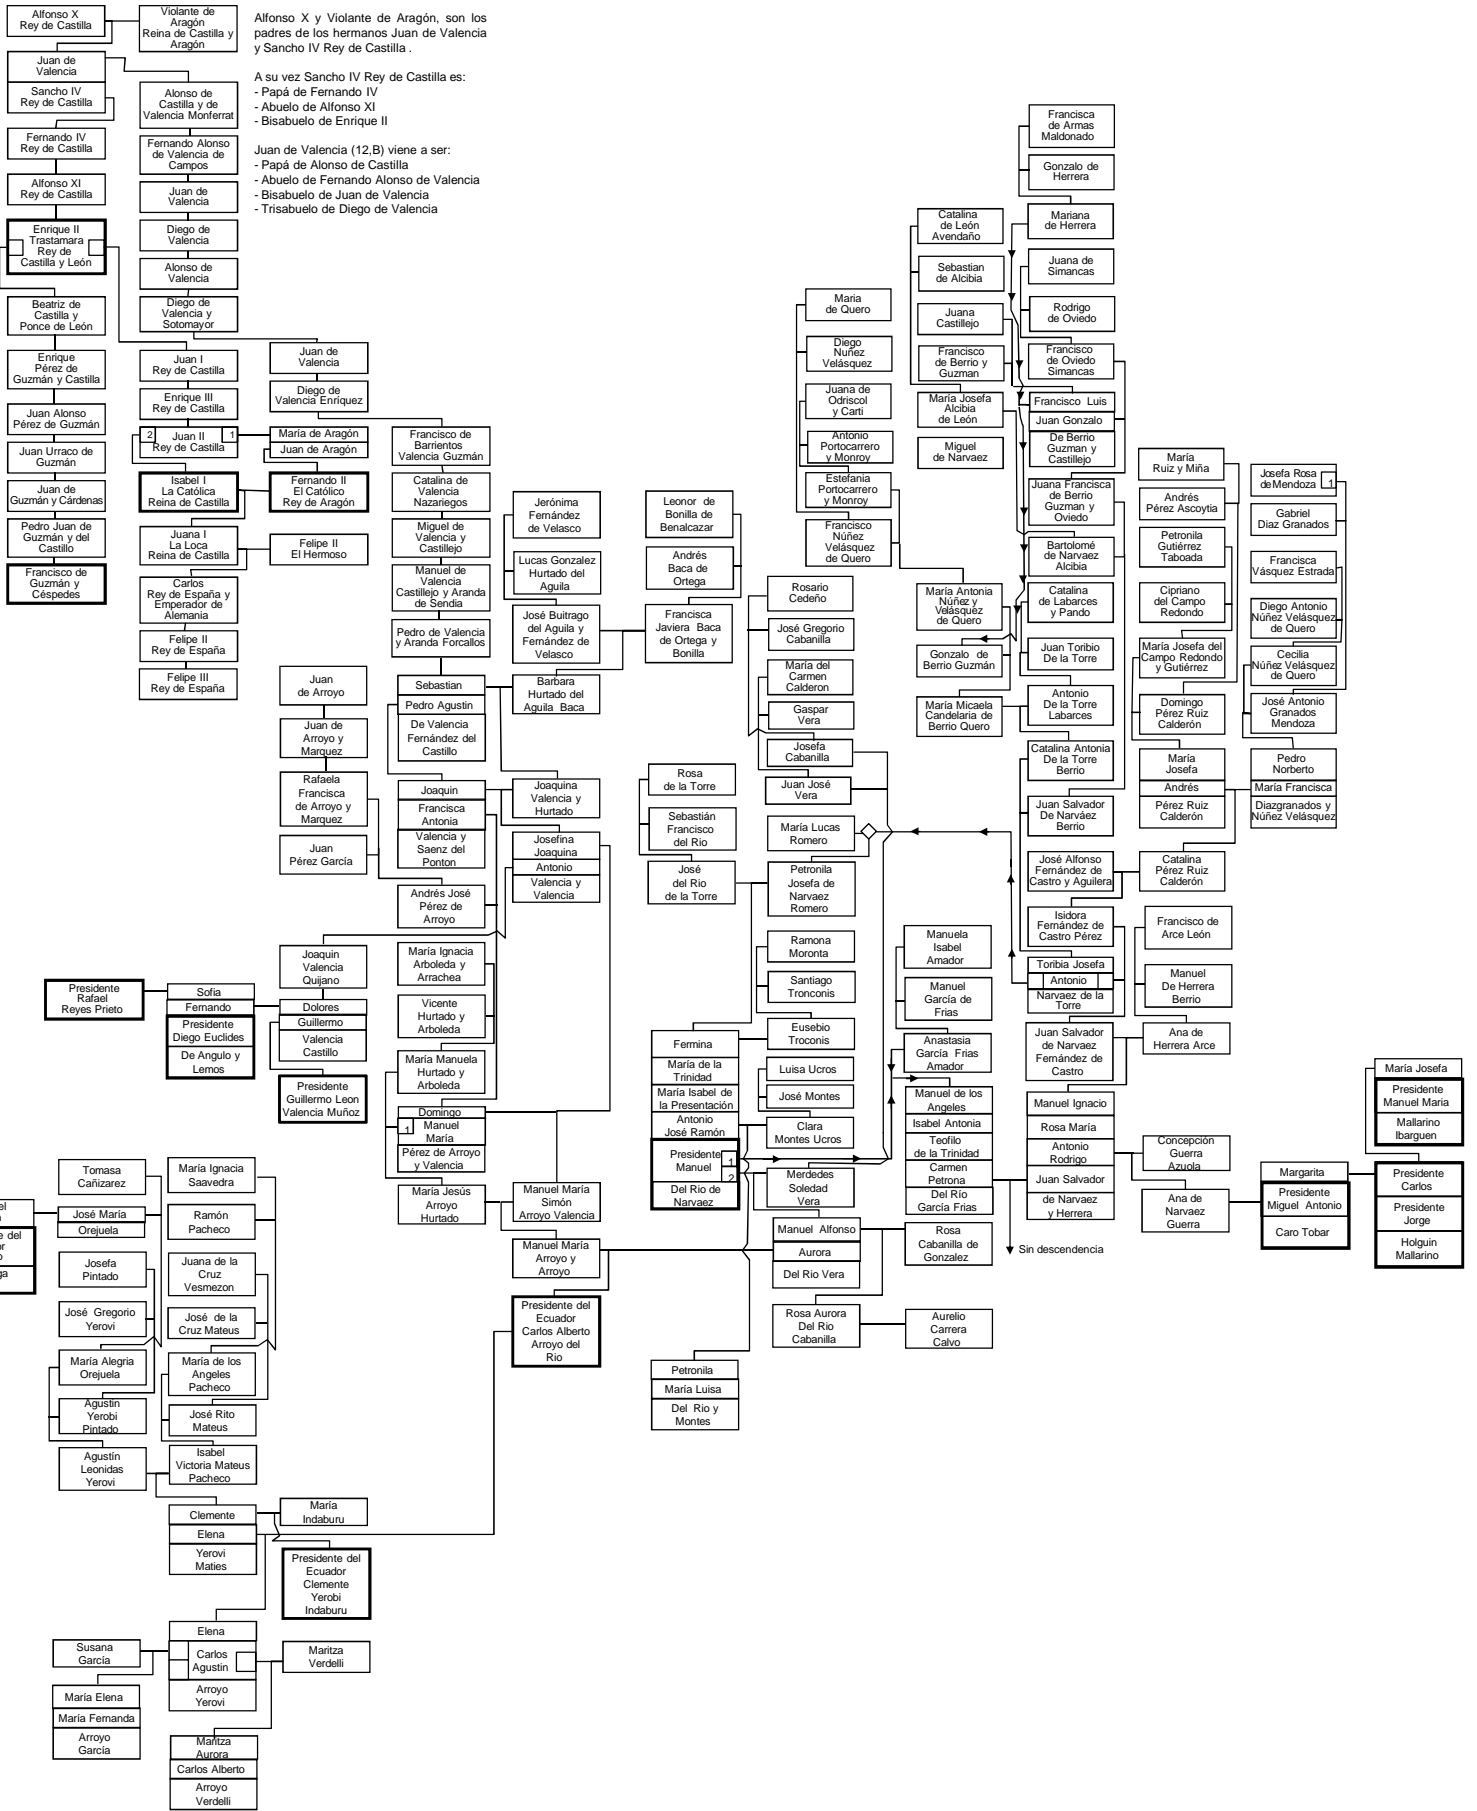 Alfonso X
Rey de Castilla
Violante de
Aragón
Reina de Castilla y
Aragón
Alfonso X y Violante de Aragón, son los
padres de los hermanos Juan de Valencia
y Sancho IV Rey de Castilla .
A su vez Sancho IV Rey de Castilla es:
- Papá de Fernando IV
- Abuelo de Alfonso XI
- Bisabuelo de Enrique II
Juan de Valencia (12,B) viene a ser:
- Papá de Alonso de Castilla
- Abuelo de Fernando Alonso de Valencia
- Bisabuelo de Juan de Valencia
- Trisabuelo de Diego de Valencia
Juan de
Valencia
Sancho IV
Rey de Castilla
Fernando IV
Rey de Castilla
Alfonso XI
Rey de Castilla
Enrique II
Trastamara
Rey de
Castilla y León
Beatriz de
Castilla y
Ponce de León
Enrique
Pérez de
Guzmán y Castilla
Juan Alonso
Pérez de Guzmán
Juan Urraco de
Guzmán
Juan de
Guzmán y Cárdenas
Pedro Juan de
Guzmán y del
Castillo
Francisco de
Guzmán y
Céspedes
Alonso de
Castilla y de
Valencia Monferrat
Fernando Alonso
de Valencia de
Campos
Juan de
Valencia
Diego de
Valencia
Alonso de
Valencia
Diego de
Valencia y
Sotomayor
Juan I
Rey de Castilla
Enrique III
Rey de Castilla
2
Juan II
Rey de Castilla
1
Isabel I
La Católica
Reina de Castilla
Juana I
La Loca
Reina de Castilla
Carlos
Rey de España y
Emperador de
Alemania
Felipe II
Rey de España
Felipe III
Rey de España
Juan de
Valencia
Diego de
Valencia Enríquez
María de Aragón
Juan de Aragón
Fernando II
El Católico
Rey de Aragón
Felipe II
El Hermoso
Francisco de
Barrientos
Valencia Guzmán
Catalina de
Valencia
Nazariegos
Miguel de
Valencia y
Castillejo
Manuel de
Valencia
Castillejo y Aranda
de Sendia
Pedro de Valencia
y Aranda Forcallos
Sebastian
Pedro Agustin
De Valencia
Fernández del
Castillo
Jerónima
Fernández
de Velasco
Lucas Gonzalez
Hurtado del
Aguila
José Buitrago
del Aguila y
Fernández de
Velasco
Barbara
Hurtado del
Aguila Baca
Leonor de
Bonilla de
Benalcazar
Andrés
Baca de
Ortega
Francisca
Javiera Baca
de Ortega y
Bonilla
Juan
de Arroyo
Juan de
Arroyo y
Marquez
Rafaela
Francisca
de Arroyo y
Marquez
Juan
Pérez García
Joaquin
Francisca
Antonia
Valencia y
Saenz del
Ponton
Andrés José
Pérez de
Arroyo
Joaquina
Valencia y
Hurtado
Josefina
Joaquina
Antonio
Valencia y
Valencia
Joaquin
Valencia
Quijano
Presidente
Rafael
Reyes Prieto
Sofia
Fernando
Presidente
Diego Euclides
De Angulo y
Lemos
Dolores
Guillermo
Valencia
Castillo
Presidente
Guillermo Leon
Valencia Muñoz
María Ignacia
Arboleda y
Arrachea
Vicente
Hurtado y
Arboleda
María Manuela
Hurtado y
Arboleda
Domingo
1
Manuel
María
Pérez de Arroyo
y Valencia
María Jesús
Arroyo
Hurtado
Manuel María
Simón
Arroyo Valencia
Manuel María
Arroyo y
Arroyo
Presidente del
Ecuador
Carlos Alberto
Arroyo del
Rio
Maria
de Quero
Diego
Nuñez
Velásquez
Juana de
Odriscol
y Carti
Antonio
Portocarrero
y Monroy
Estefanía
Portocarrero
y Monroy
Francisco
Núñez
Velásquez
de Quero
Catalina
de León
Avendaño
Sebastian
de Alcibia
Juana
Castillejo
Francisco
de Berrio y
Guzman
María Josefa
Alcibia
de León
Miguel
de Narvaez
María Antonia
Núñez y
Velásquez
de Quero
Gonzalo de
Berrio Guzmán
María Micaela
Candelaria de
Berrio Quero
Francisca
de Armas
Maldonado
Gonzalo de
Herrera
Mariana
de Herrera
Juana de
Simancas
Rodrigo
de Oviedo
Francisco
de Oviedo
Simancas
Francisco Luis
Juan Gonzalo
De Berrio
Guzman y
Castillejo
Juana Francisca
de Berrio
Guzman y
Oviedo
Bartolomé
de Narvaez
Alcibia
Catalina
de Labarces
y Pando
Juan Toribio
De la Torre
Antonio
De la Torre
Labarces
Catalina Antonia
De la Torre
Berrio
Juan Salvador
De Narváez
Berrio
José Alfonso
Fernández de
Castro y Aguilera
Isidora
Fernández de
Castro Pérez
Toribia Josefa
Antonio
Narvaez de la
Torre
Juan Salvador
de Narvaez
Fernández de
Castro
Manuel Ignacio
Rosa María
Antonio
Rodrigo
Juan Salvador
de Narvaez
y Herrera
María
Ruiz y Miña
Andrés
Pérez Ascoytia
Petronila
Gutiérrez
Taboada
Cipriano
del Campo
Redondo
María Josefa del
Campo Redondo
y Gutiérrez
Domingo
Pérez Ruiz
Calderón
María
Josefa
Andrés
Pérez Ruiz
Calderón
Catalina
Pérez Ruiz
Calderón
Francisco de
Arce León
Manuel
De Herrera
Berrio
Ana de
Herrera Arce
Concepción
Guerra
Azuola
Ana de
Narvaez
Guerra
Josefa Rosa
de Mendoza
1
Gabriel
Diaz Granados
Francisca
Vásquez Estrada
Diego Antonio
Núñez Velásquez
de Quero
Cecilia
Núñez Velásquez
de Quero
José Antonio
Granados
Mendoza
Pedro
Norberto
María Francisca
Diazgranados y
Núñez Velásquez
Margarita
Presidente
Miguel Antonio
Caro Tobar
María Josefa
Presidente
Manuel Maria
Mallarino
Ibarguen
Presidente
Carlos
Presidente
Jorge
Holguin
Mallarino
Rosario
Cedeño
José Gregorio
Cabanilla
María del
Carmen
Calderon
Gaspar
Vera
Josefa
Cabanilla
Juan José
Vera
Rosa
de la Torre
Sebastián
Francisco
del Rio
José
del Rio
de la Torre
María Lucas
Romero
Petronila
Josefa de
Narvaez
Romero
Ramona
Moronta
Santiago
Tronconis
Eusebio
Troconis
Fermina
María de la
Trinidad
María Isabel de
la Presentación
Antonio
José Ramón
Presidente
Manuel
1
2
Del Rio de
Narvaez
Luisa Ucros
José Montes
Clara
Montes Ucros
Merdedes
Soledad
Vera
Manuel Alfonso
Aurora
Del Rio Vera
Rosa Aurora
Del Rio
Cabanilla
Petronila
María Luisa
Del Rio y
Montes
Manuela
Isabel
Amador
Manuel
García de
Frias
Anastasia
García Frias
Amador
Manuel de los
Angeles
Isabel Antonia
Teofilo
de la Trinidad
Carmen
Petrona
Del Río
García Frias
Rosa
Cabanilla de
Gonzalez
Aurelio
Carrera
Calvo
Sin descendencia
Tomasa
Cañizarez
José María
Orejuela
Josefa
Pintado
José Gregorio
Yerovi
María Alegria
Orejuela
Agustin
Yerobi
Pintado
Agustín
Leonidas
Yerovi
María Ignacia
Saavedra
Ramón
Pacheco
Juana de la
Cruz
Vesmezon
José de la
Cruz Mateus
María de los
Angeles
Pacheco
José Rito
Mateus
Isabel
Victoria Mateus
Pacheco
Clemente
Elena
Yerovi
Maties
María
Indaburu
Presidente del
Ecuador
Clemente
Yerobi
Indaburu
Susana
García
Elena
Carlos
Agustin
Arroyo
Yerovi
Maritza
Verdelli
María Elena
María Fernanda
Arroyo
García
Maritza
Aurora
Carlos Alberto
Arroyo
Verdelli